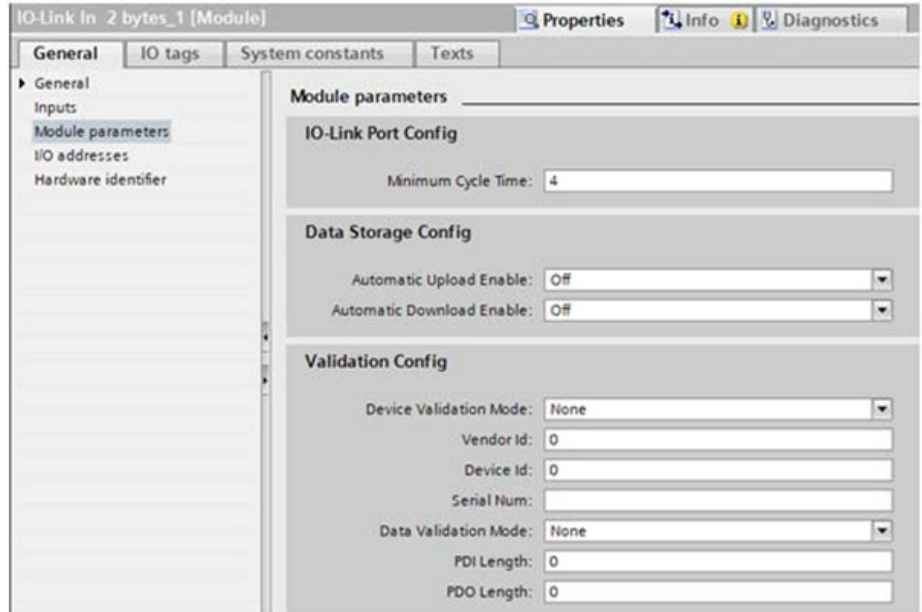 IO-Link In 2 bytes_1 [Module]
Properties
Info
Diagnostics
General
IO tags
System constants
Texts
General
Inputs
Module parameters
I/O addresses
Hardware identifier
Module parameters
IO-Link Port Config
Minimum Cycle Time: 4
Data Storage Config
Automatic Upload Enable: Off
Automatic Download Enable: Off
Validation Config
Device Validation Mode: None
Vendor Id: 0
Device Id: 0
Serial Num:
Data Validation Mode: None
PDI Length: 0
PDO Length: 0